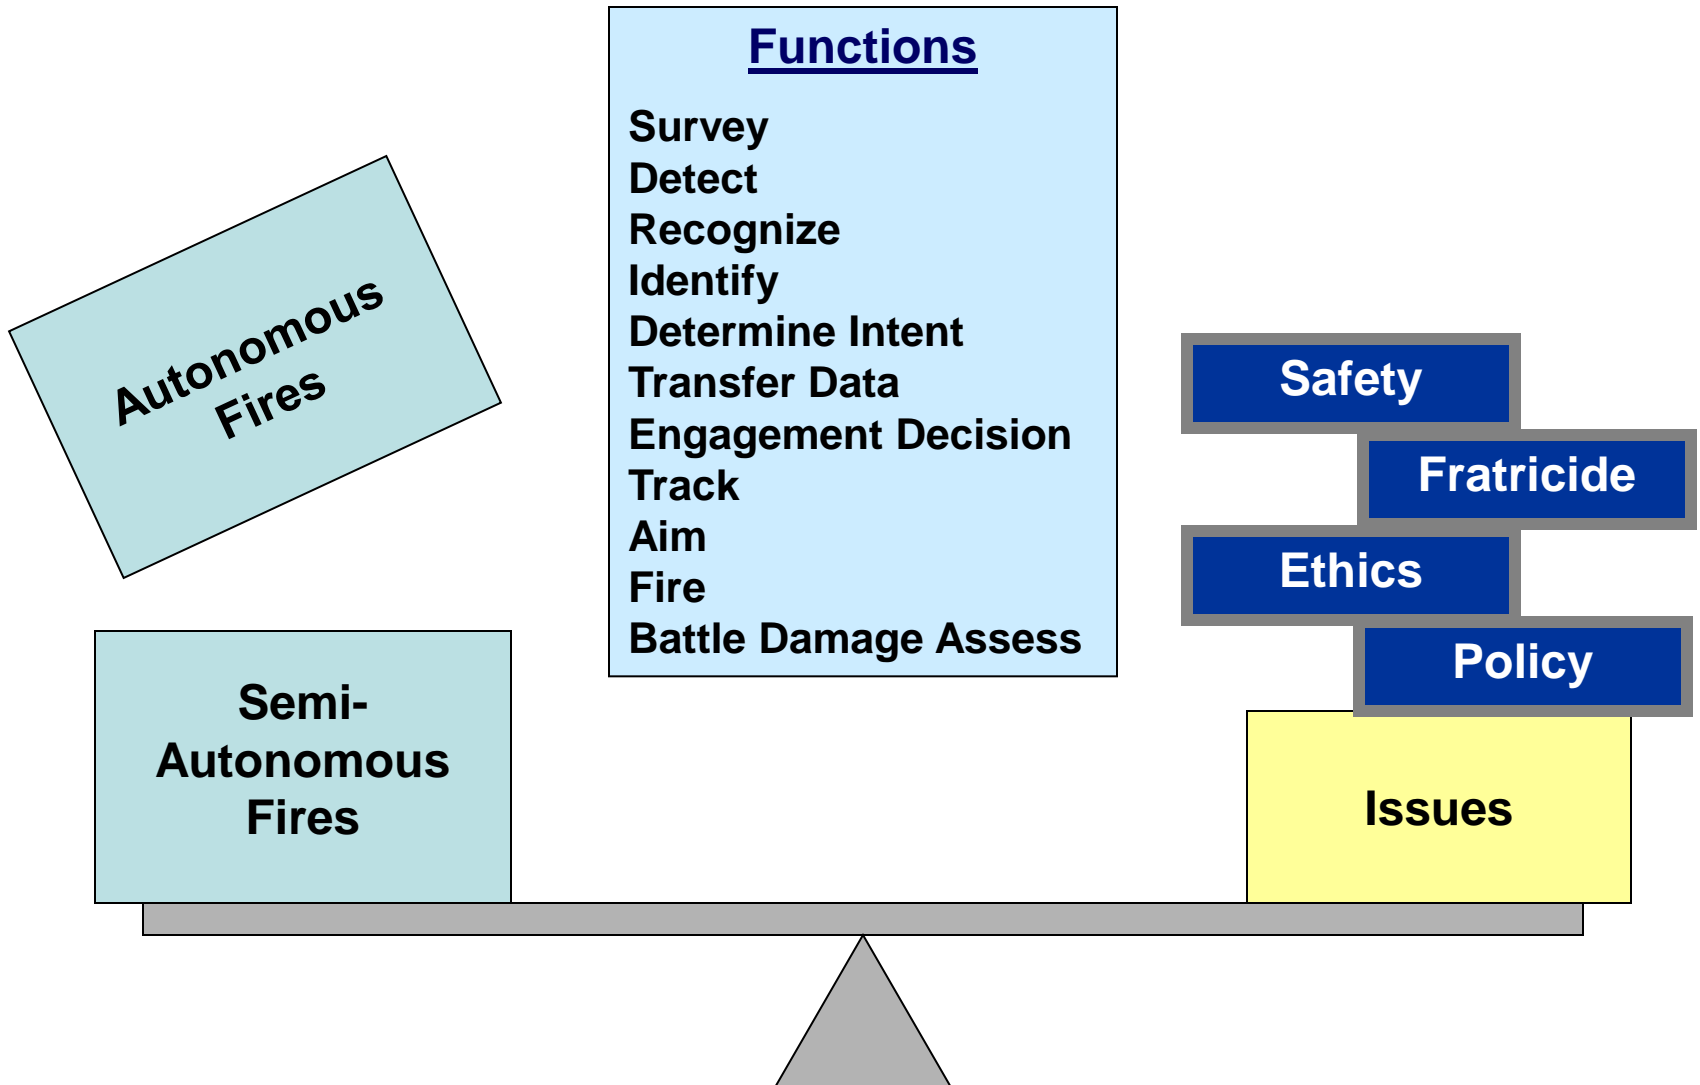 Functions
Survey
Detect
Recognize
Identify
Determine Intent
Transfer Data
Engagement Decision
Track
Aim
Fire
Battle Damage Assess
Autonomous
Fires
Semi-
Autonomous
Fires
Safety
Fratricide
Ethics
Policy
Issues